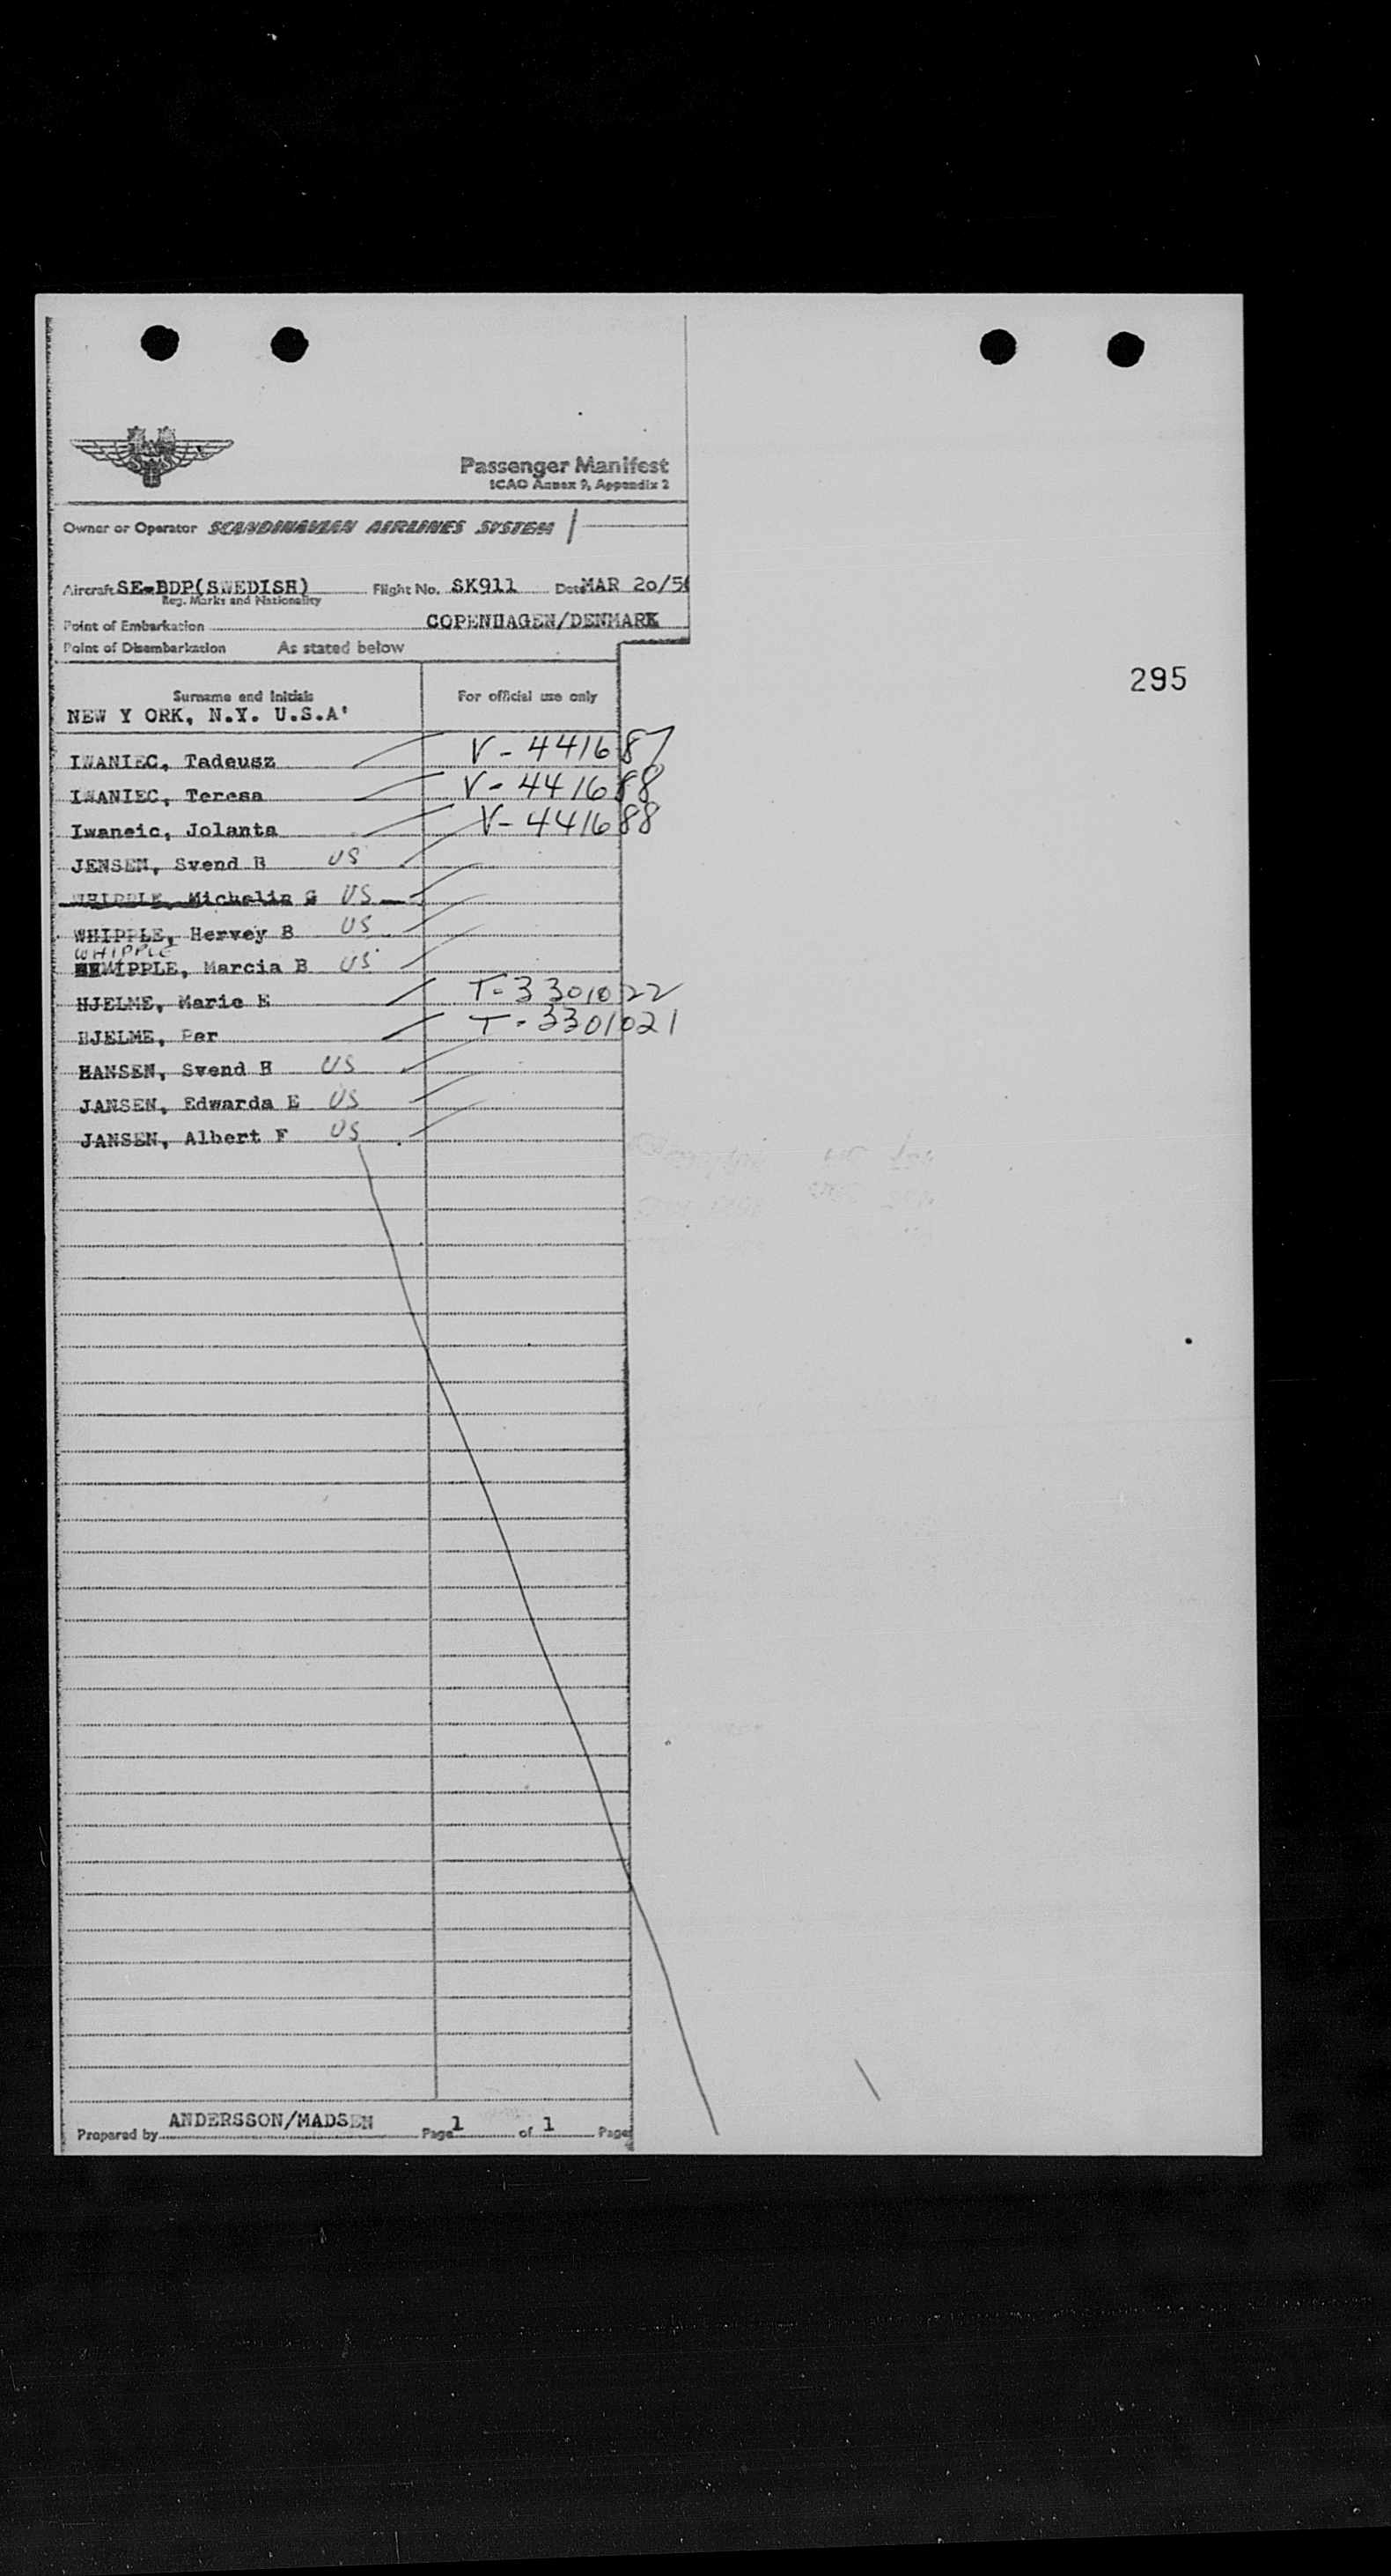 SAS
Passenger Manifest
ICAO Annex 9, Appendix 2
Owner or Operator SCANDINAVIAN AIRLINES SYSTEM
Aircraft SE-BDP(SWEDISH) Flight No. SK911 Date MAR 20/5
Reg. Marks and Nationality
Point of Embarkation COPENHAGEN/DENMARK
Point of Disembarkation As stated below
295
Surname and Initials For official use only
NEW Y ORK, N.Y. U.S.A'
IWANIEC, Tadeusz V-441687
IWANIEC, Teresa V-441688
Iwaneic, Jolanta V-441688
JENSEN, Svend B US
WHIPPLE, Michelin G US
WHIPPLE, Hervey B US
WHIPPLE
MIPPLE, Marcia B US
HJELME, Marie E T-3301022
HJELME, Per T-3301021
HANSEN, Svend H US
JANSEN, Edwarda E US
JANSEN, Albert F US
ANDERSSON/MADSEN
Prepared by Page 1 of 1 Pages